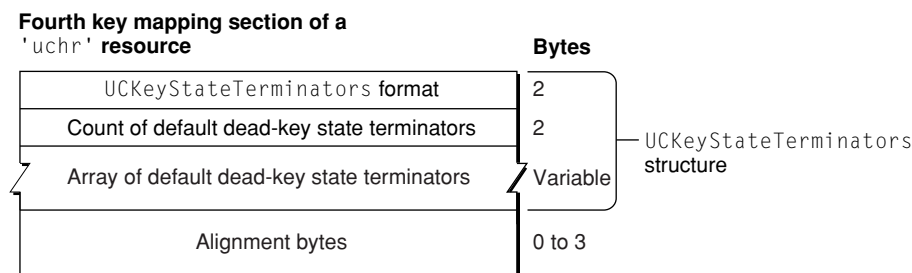 Fourth key mapping section of a
'uchr' resource
Bytes
UCKeyStateTerminators format
2
Count of default dead-key state terminators
2
Array of default dead-key state terminators
Variable
UCKeyStateTerminators
structure
Alignment bytes
0 to 3